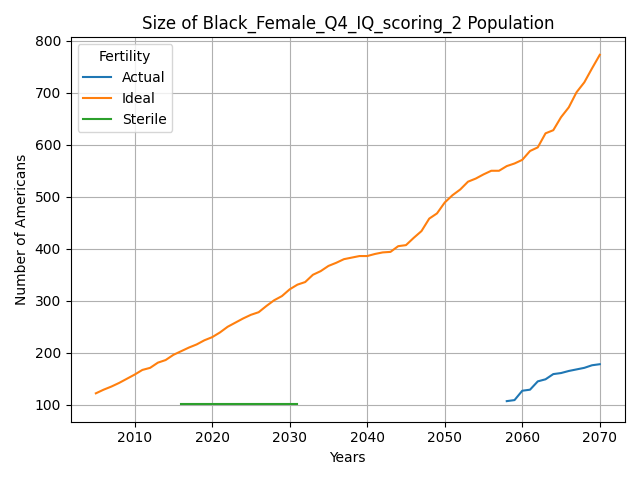 Size of Black_Female_Q4_IQ_scoring_2 Population
Number of Americans
800
700
600
500
400
300
200
100
Fertility
Actual
Ideal
Sterile
2010 2020 2030 2040 2050 2060 2070
Years